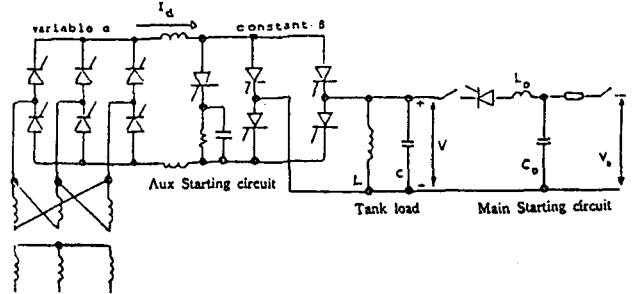 I_d
variable α
constant β
L_o
L
C
+
-
V
C_o
V_o
Aux Starting circuit
Tank load
Main Starting circuit